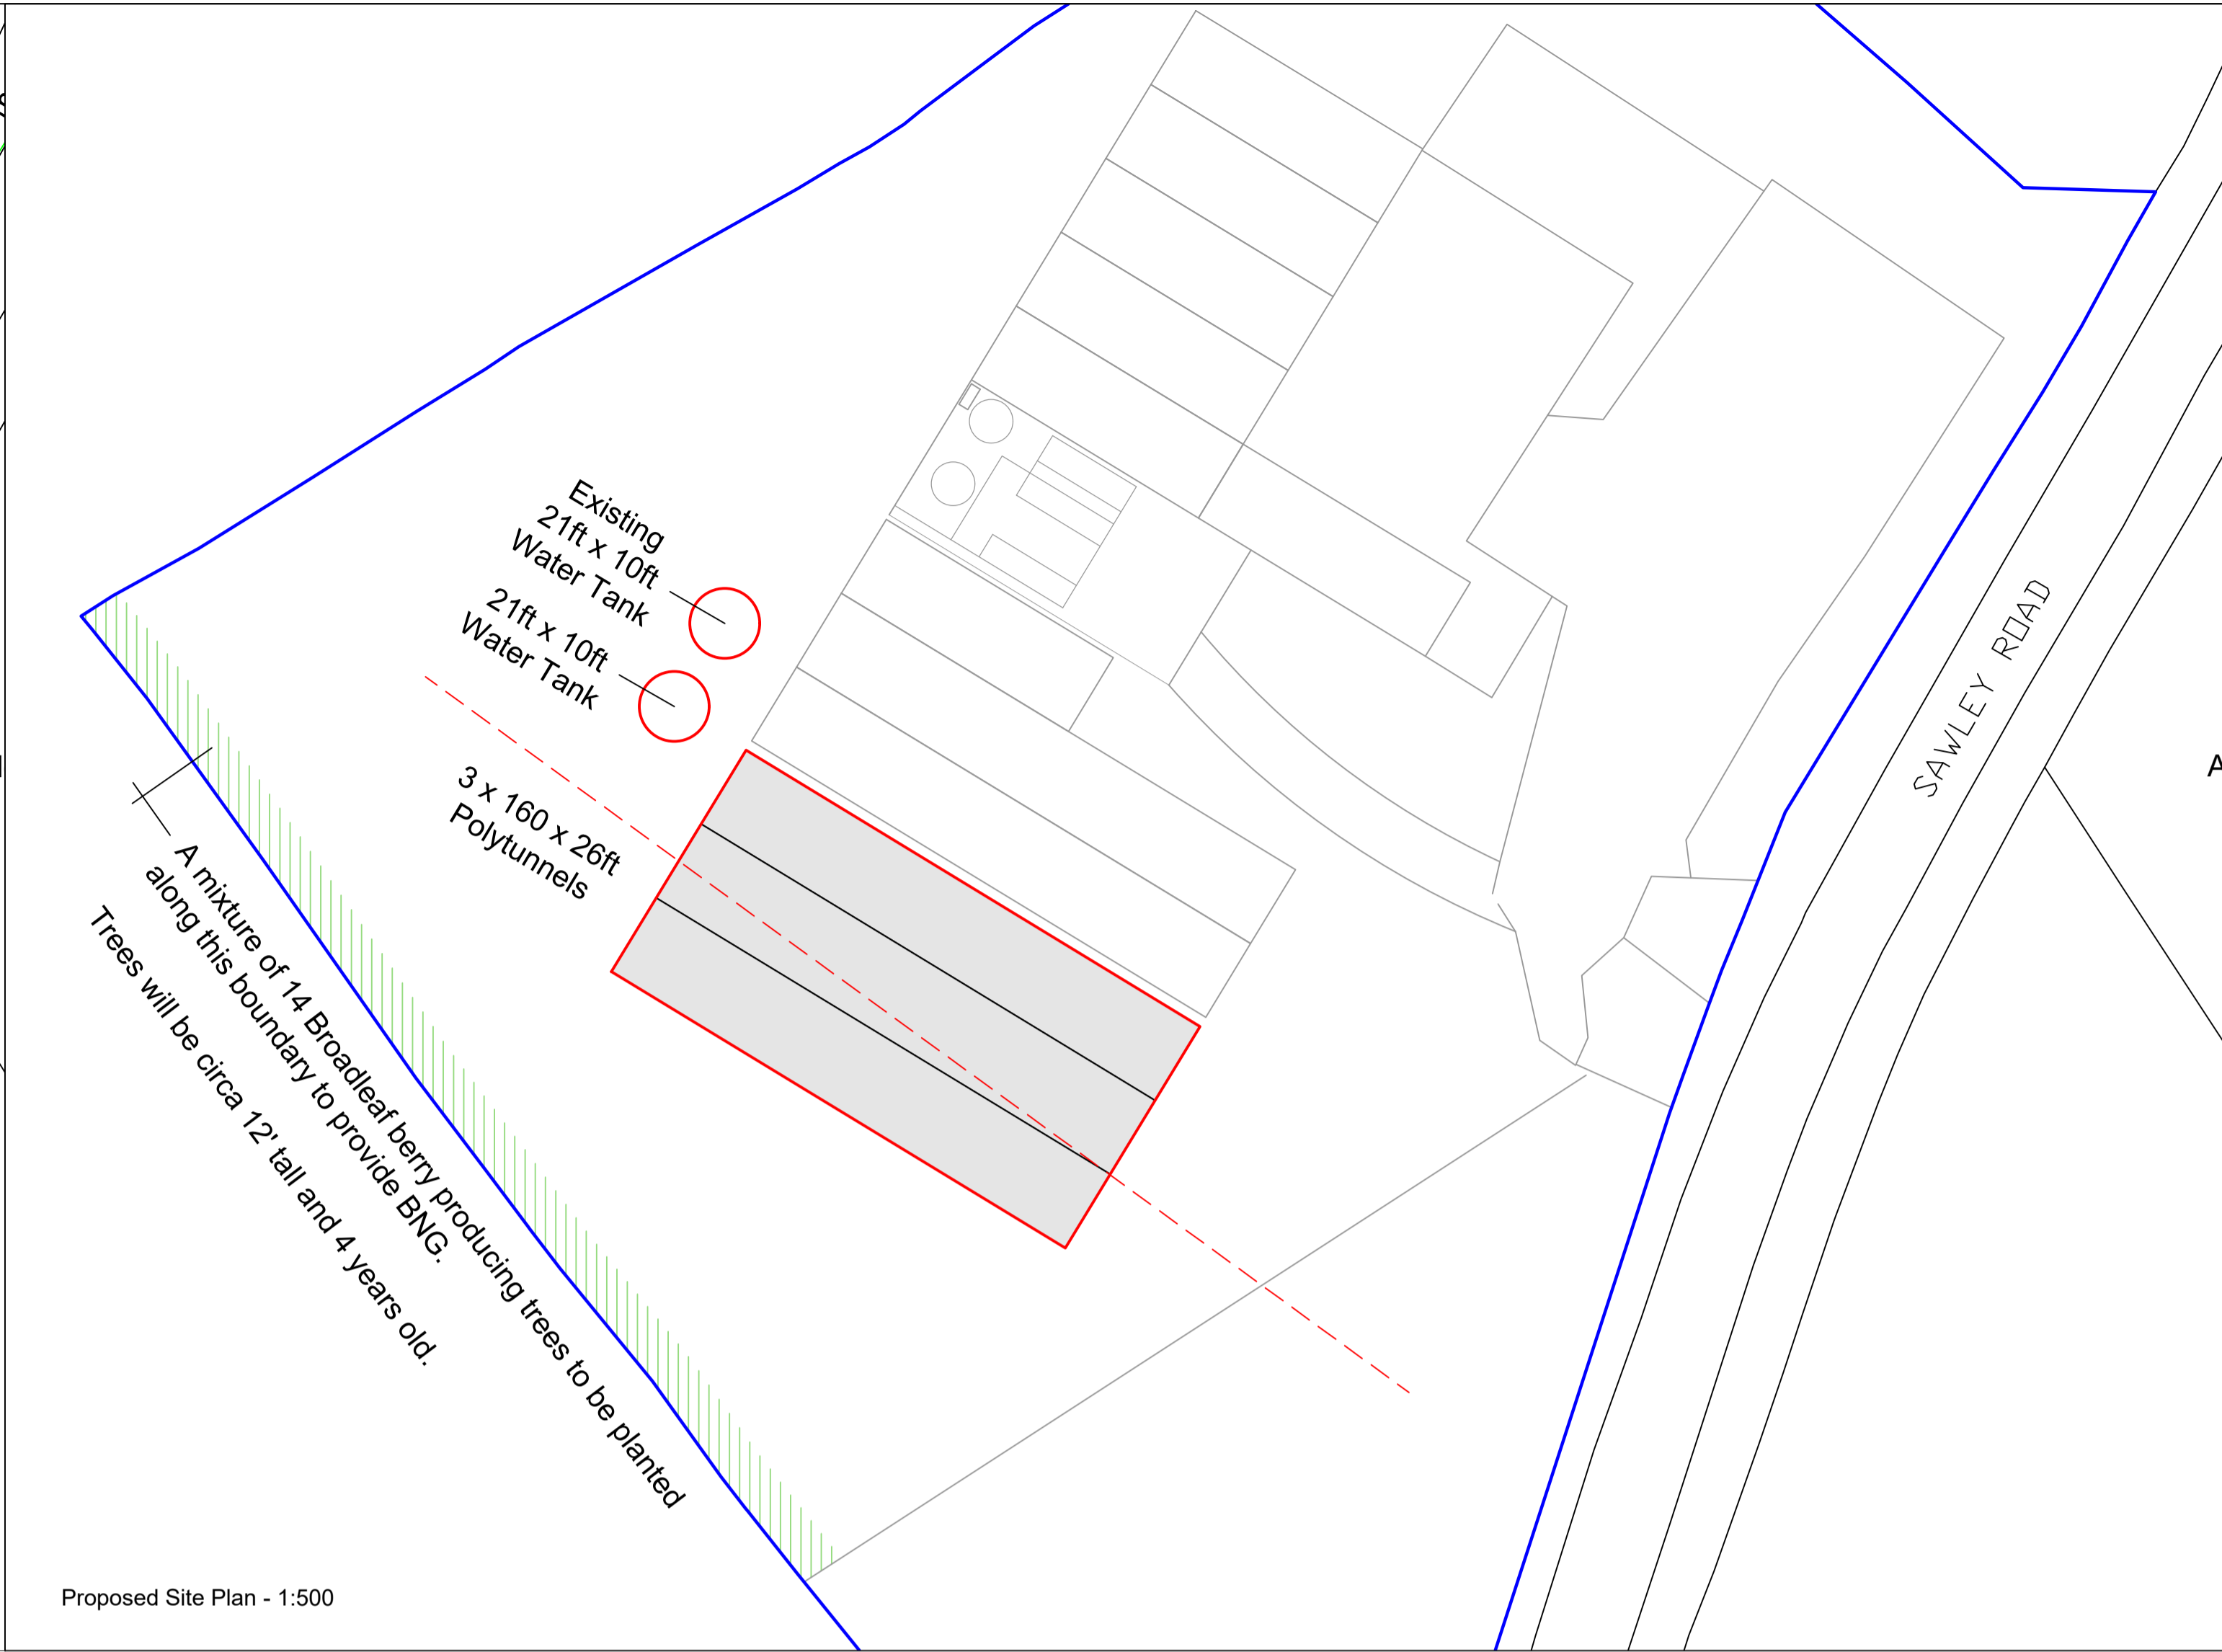 Existing
21ft x 10ft
Water Tank
21ft x 10ft
Water Tank
3 x 160 x 26ft
Polytunnels
A mixture of 14 Broadleaf berry producing trees to be planted
along this boundary to provide BNG.
Trees will be circa 12' tall and 4 years old.
SAWLEY ROAD
Proposed Site Plan - 1:500